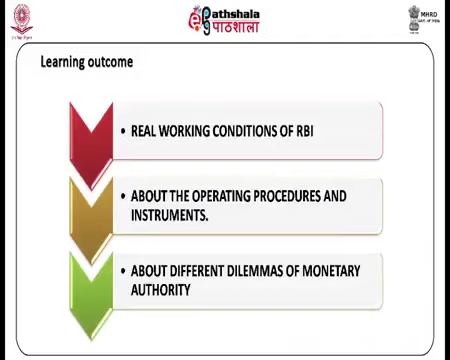 Pathshala
पाठशाला
MHRD
Learning outcome
• REAL WORKING CONDITIONS OF RBI
• ABOUT THE OPERATING PROCEDURES AND
INSTRUMENTS.
• ABOUT DIFFERENT DILEMMAS OF MONETARY
AUTHORITY